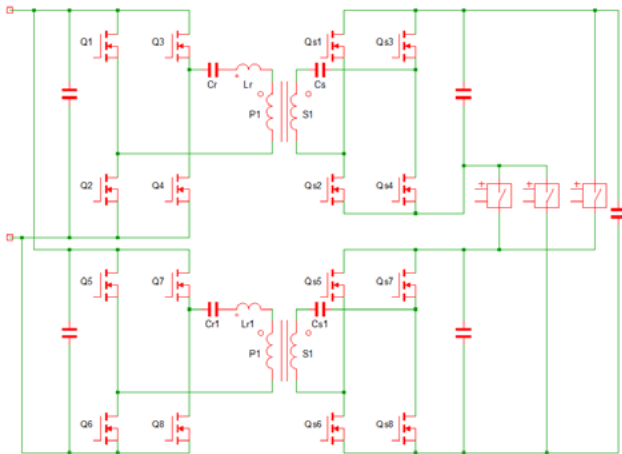 Q1 Q3 Qs1 Qs3
Cr Lr Cs
P1 S1
Q2 Q4 Qs2 Qs4
+ + +
Q5 Q7 Qs5 Qs7
Cr1 Lr1 Cs1
P1 S1
Q6 Q8 Qs6 Qs8